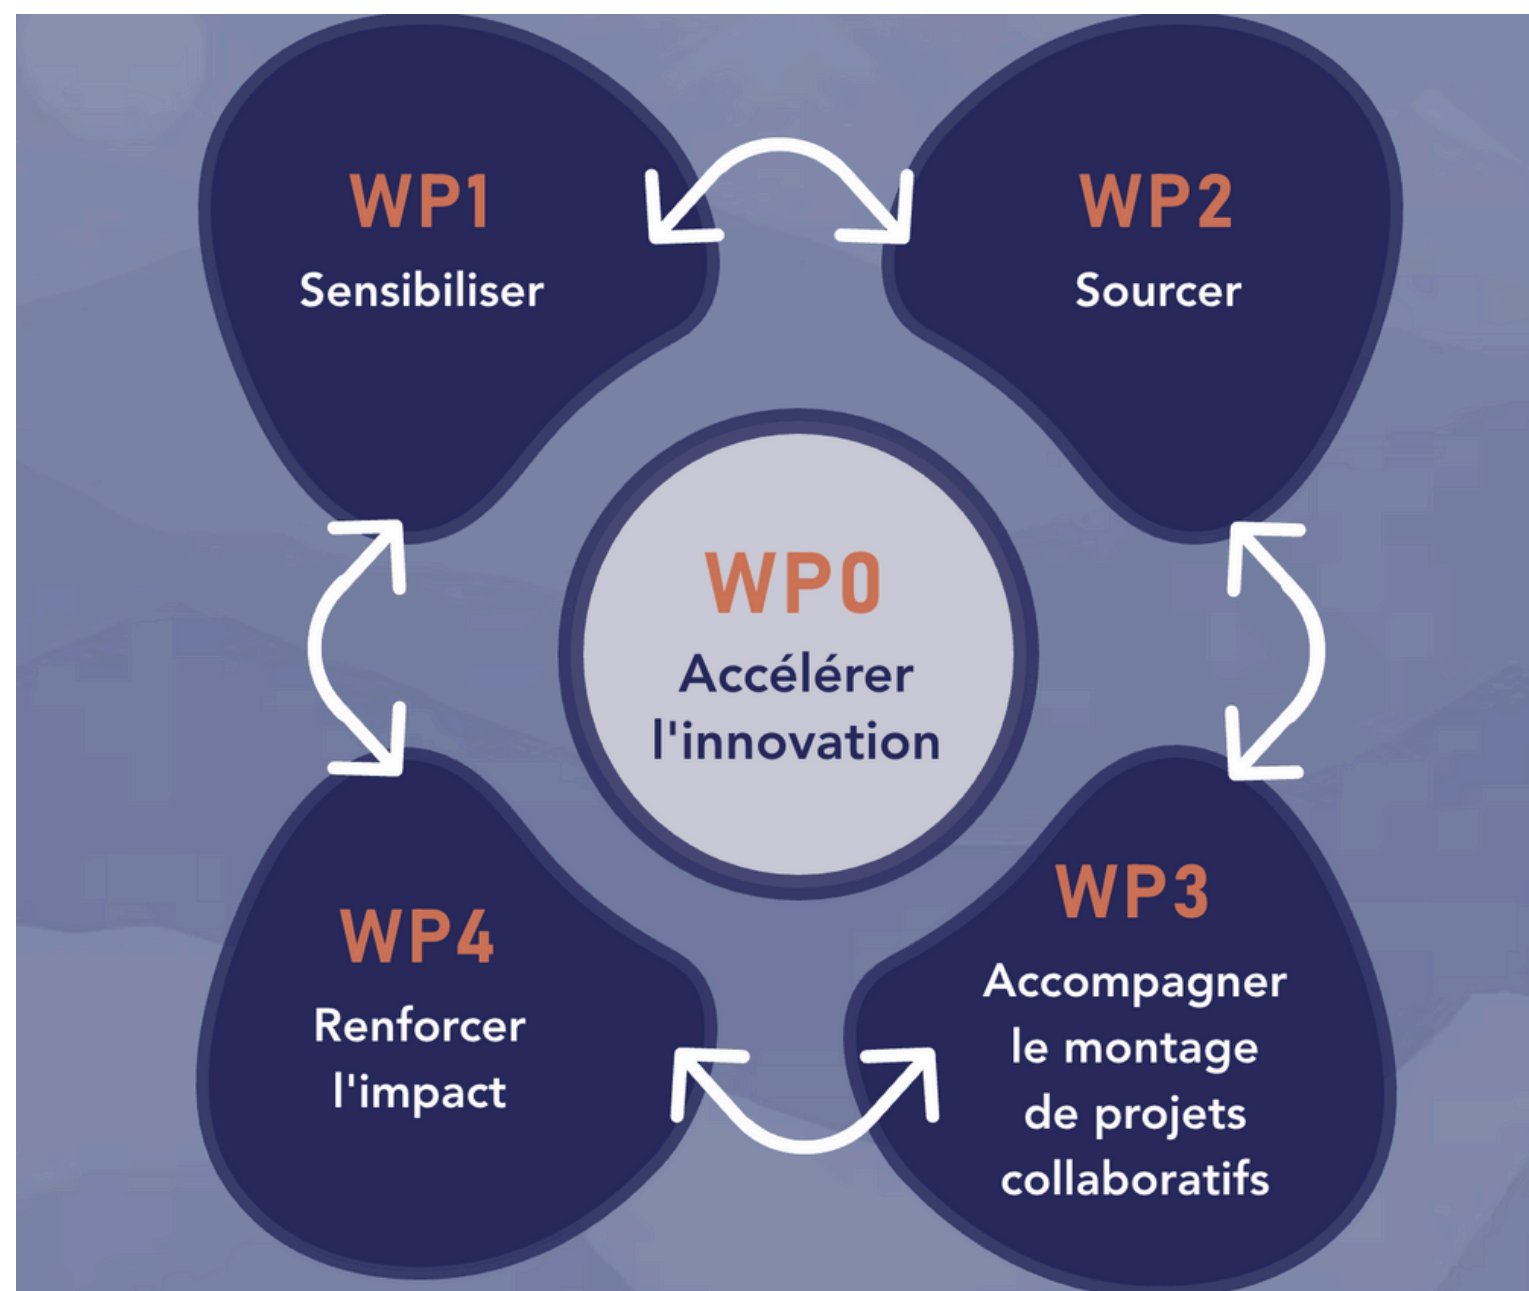 WP1
Sensibiliser
WP2
Sourcer
WP0
Accélérer
l'innovation
WP4
Renforcer
l'impact
WP3
Accompagner
le montage
de projets
collaboratifs